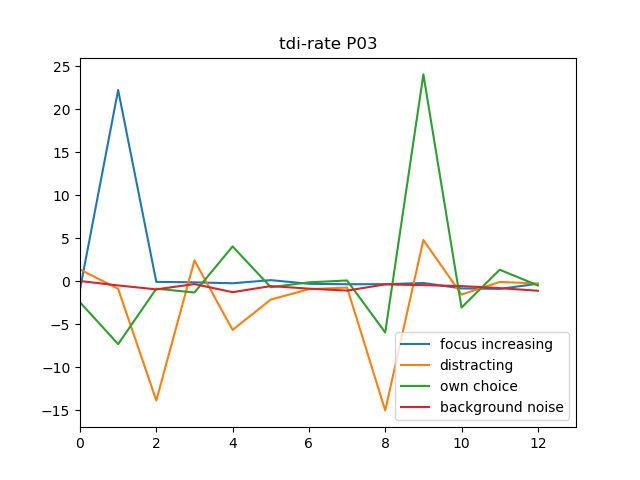 tdi-rate P03
25
20
15
10
5
0
−5
−10
−15
0 2 4 6 8 10 12
focus increasing
distracting
own choice
background noise